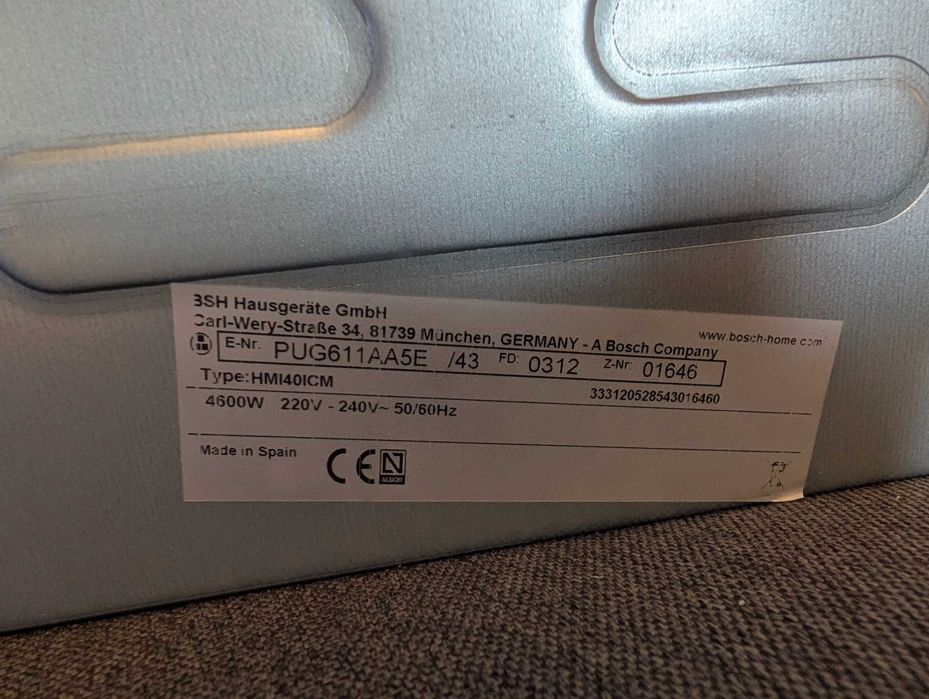 BSH Hausgeräte GmbH
Carl-Wery-Straße 34, 81739 München, GERMANY - A Bosch Company
www.bosch-home.com
E-Nr. PUG611AA5E /43 FD: 0312 Z-Nr: 01646
Type:HMI40ICM
333120528543016460
4600W 220V - 240V~ 50/60Hz
Made in Spain
CE N